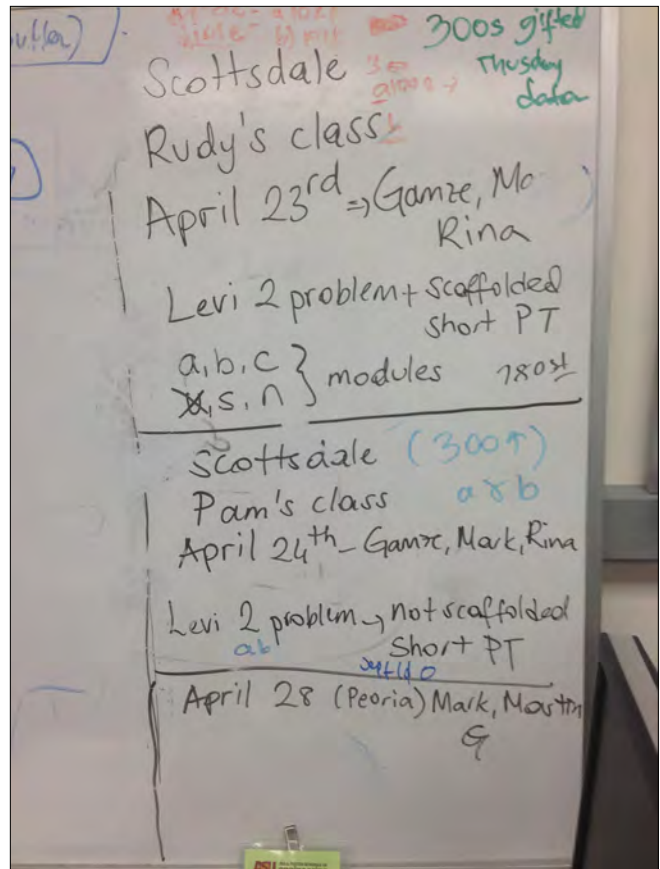 300s gifted
Thusday
data
Scottsdale
Rudy's class
April 23rd ⇒ Gamze, Mo
Rina
Levi 2 problem + scaffolded
short PT
a, b, c } modules
s, n
Scottsdale (300↑)
Pam's class a & b
April 24th - Gamze, Mark, Rina
Levi 2 problem → not scaffolded
ab short PT
April 28 (Peoria) Mark, Martin
G
ASU